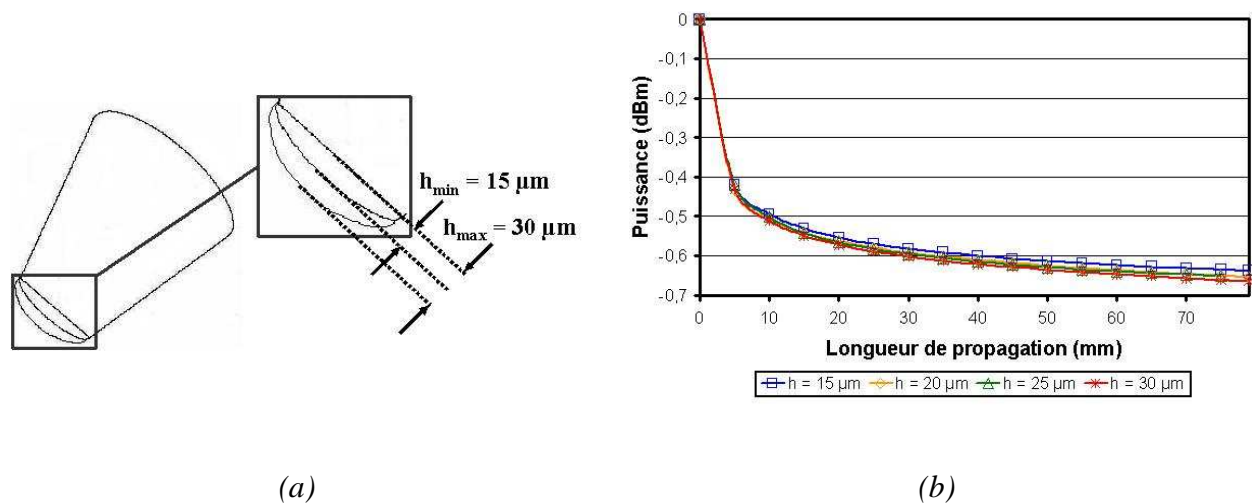 h_min = 15 µm
h_max = 30 µm
(a)
Puissance (dBm)
0
-0,1
-0,2
-0,3
-0,4
-0,5
-0,6
-0,7
0 10 20 30 40 50 60 70
Longueur de propagation (mm)
h = 15 µm h = 20 µm h = 25 µm h = 30 µm
(b)